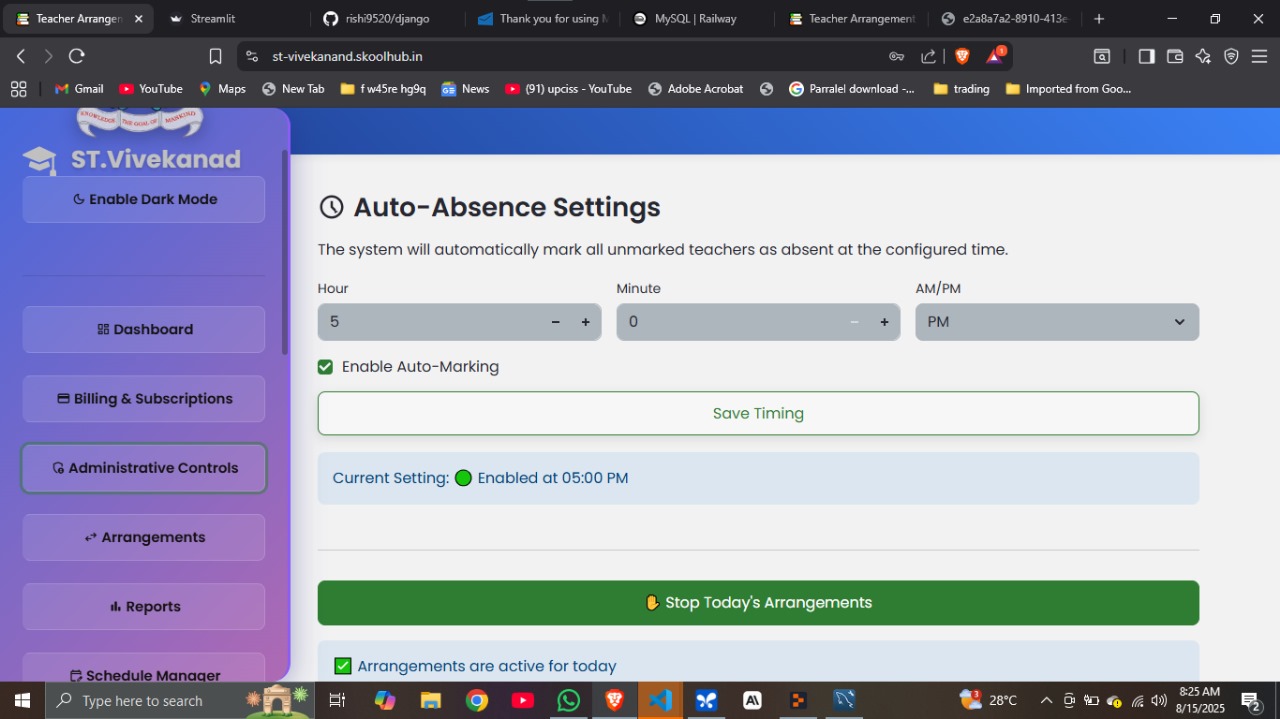 Teacher Arrangen
Streamlit
rishi9520/django
Thank you for using M
MySQL | Railway
Teacher Arrangement
e2a8a7a2-8910-413e-
st-vivekanand.skoolhub.in
1
Gmail
YouTube
Maps
New Tab
f w45re hg9q
News
(91) upciss - YouTube
Adobe Acrobat
Parralel download -...
trading
Imported from Goo...
KNOWLEDGE THE GOAL OF MANKIND
ST.Vivekanad
Enable Dark Mode
Dashboard
Billing & Subscriptions
Administrative Controls
Arrangements
Reports
Schedule Manager
Auto-Absence Settings
The system will automatically mark all unmarked teachers as absent at the configured time.
Hour
Minute
AM/PM
5 − +
0 − +
PM
Enable Auto-Marking
Save Timing
Current Setting: 🟢 Enabled at 05:00 PM
✋ Stop Today's Arrangements
✅ Arrangements are active for today
Type here to search
3
28°C
8:25 AM
8/15/2025
2